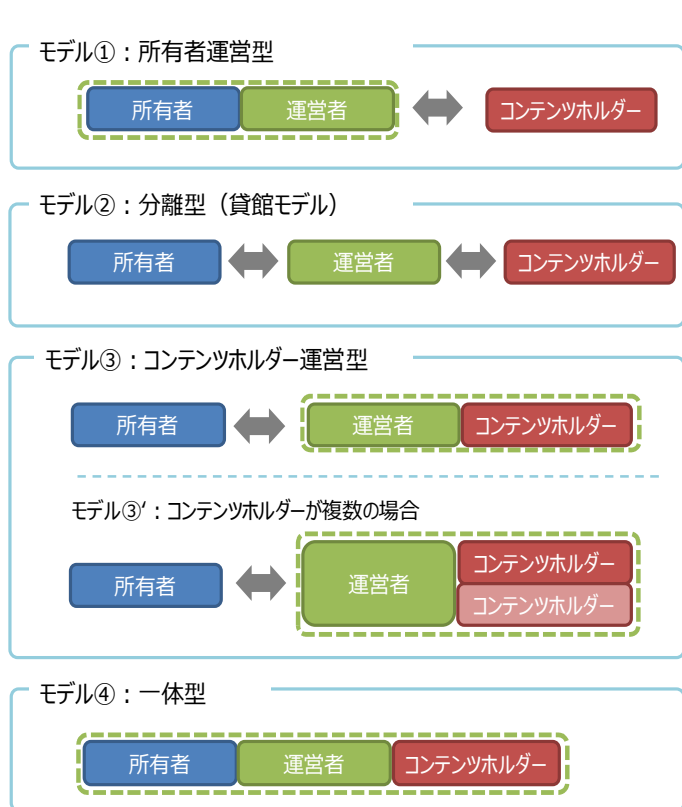 モデル①：所有者運営型
所有者 運営者 コンテンツホルダー
モデル②：分離型（貸館モデル）
所有者 運営者 コンテンツホルダー
モデル③：コンテンツホルダー運営型
所有者 運営者 コンテンツホルダー
モデル③‘：コンテンツホルダーが複数の場合
所有者 運営者 コンテンツホルダー
コンテンツホルダー
モデル④：一体型
所有者 運営者 コンテンツホルダー